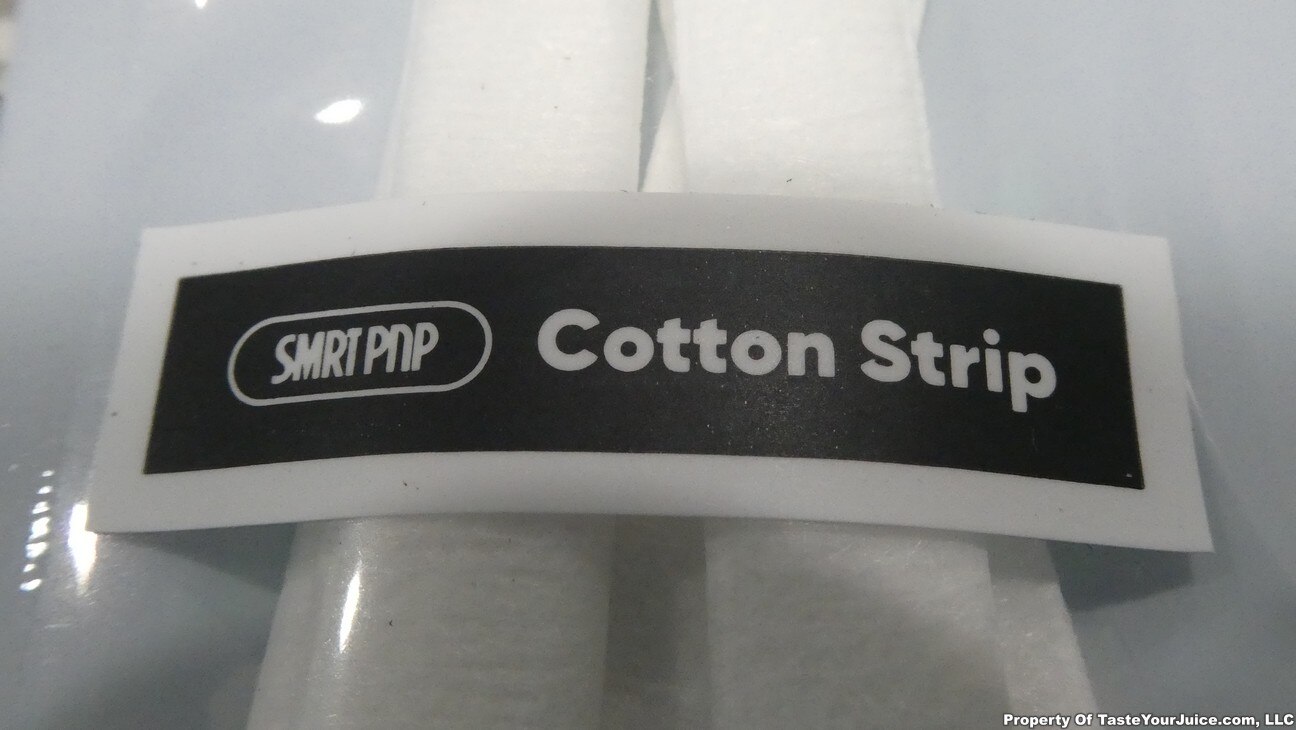 SMRT PNP Cotton Strip
Property Of TasteYourJuice.com, LLC